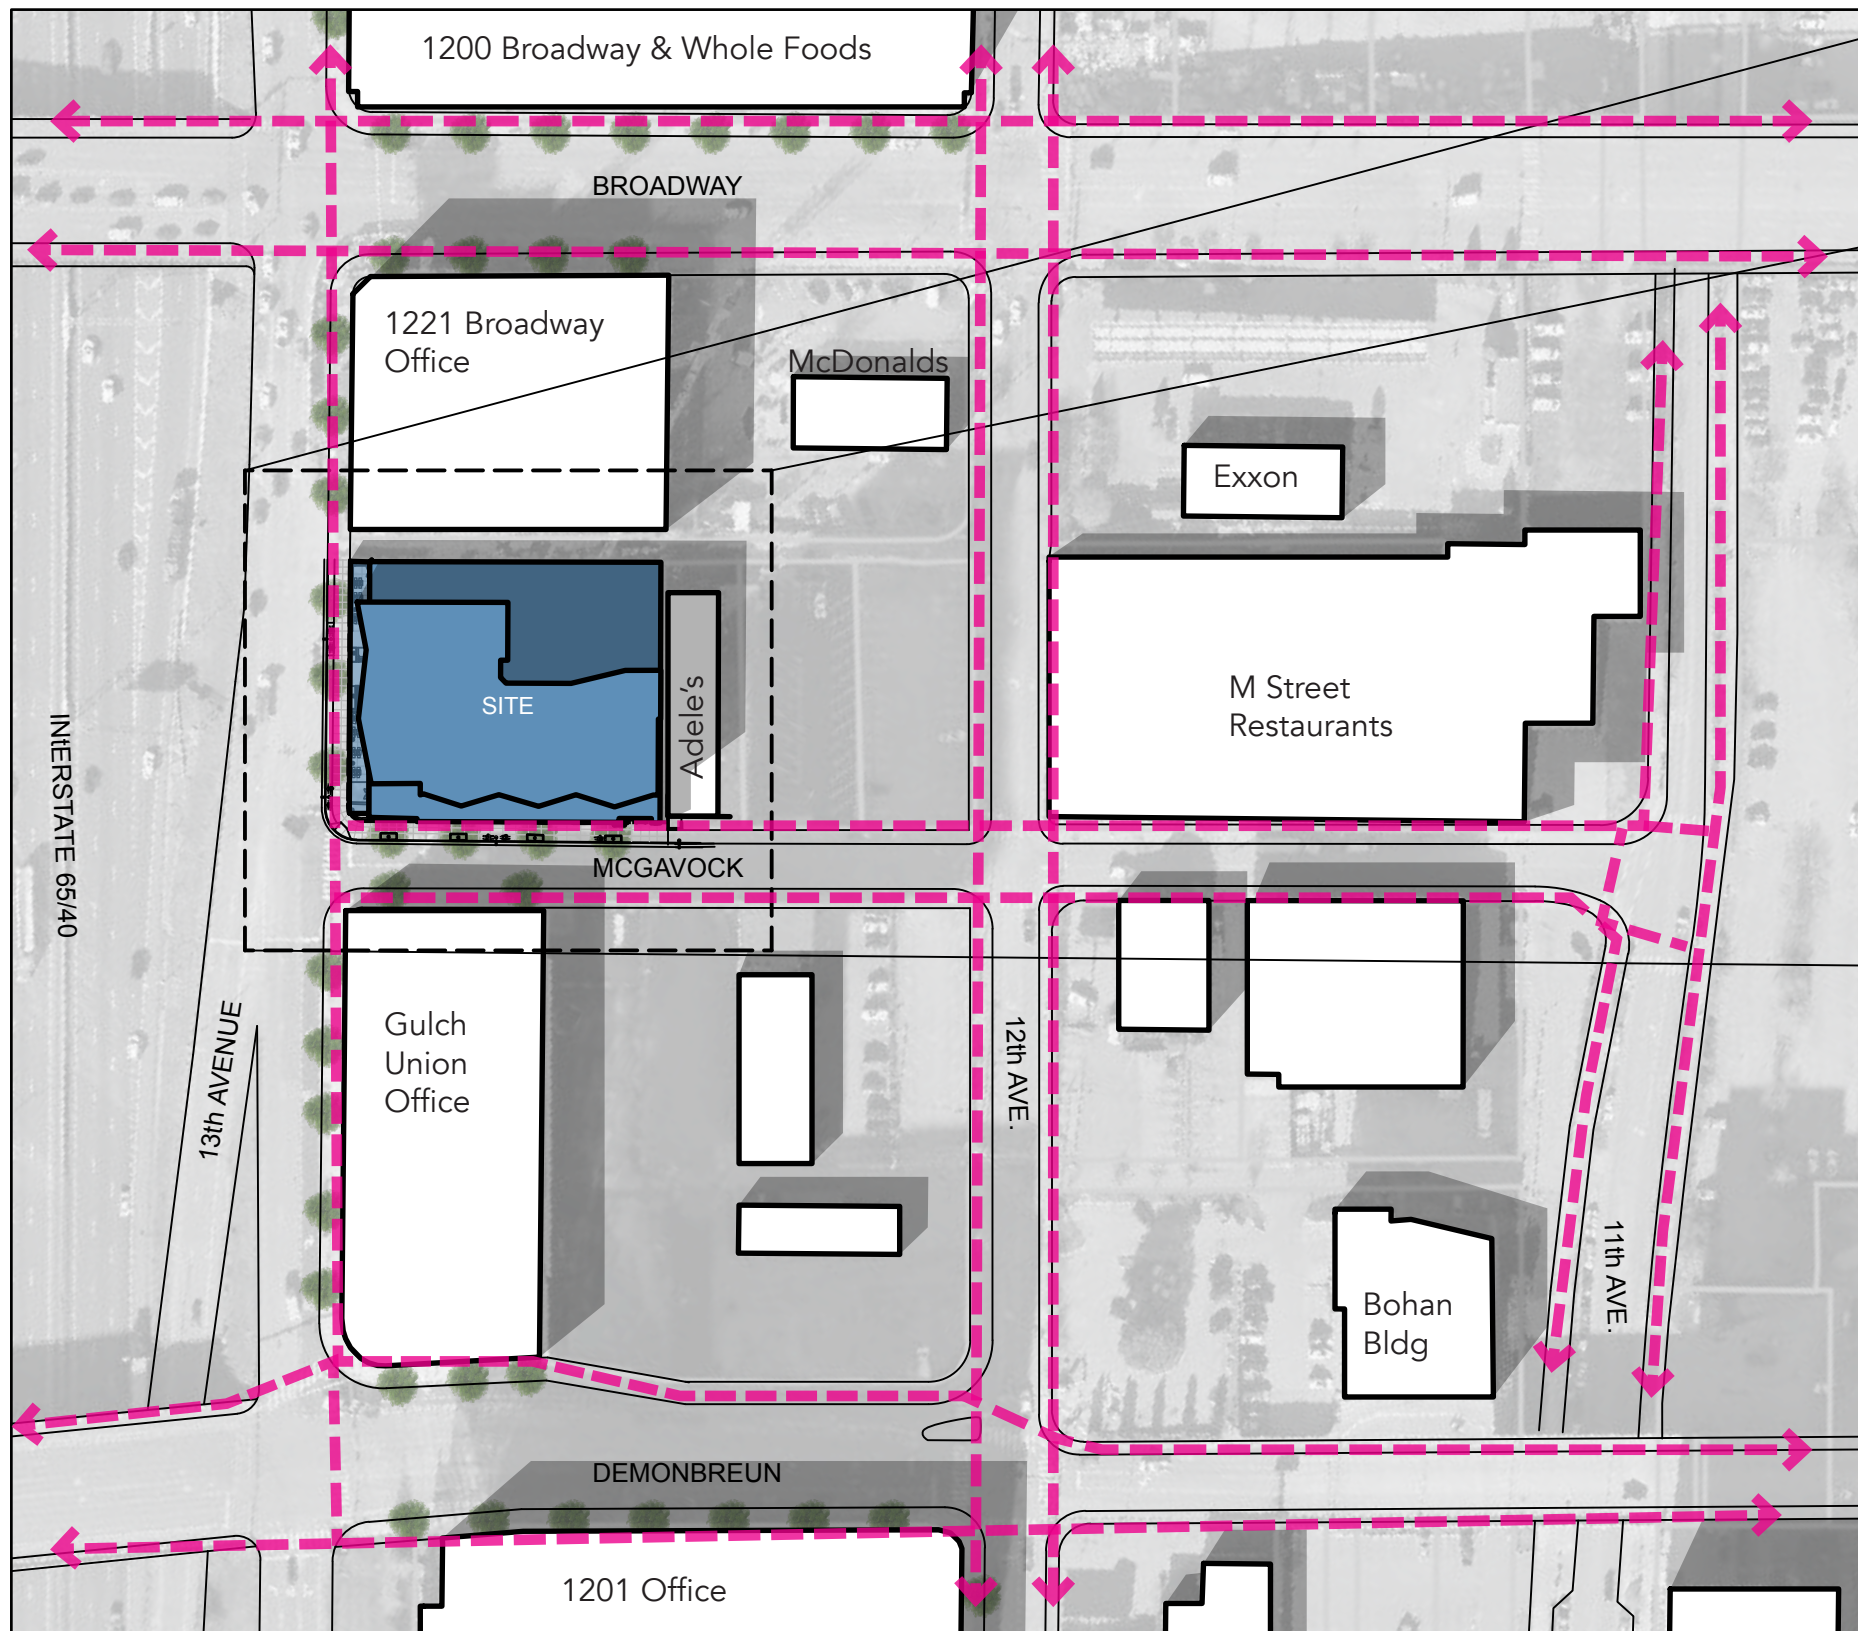 1200 Broadway & Whole Foods
BROADWAY
1221 Broadway
Office
McDonalds
Exxon
M Street
Restaurants
SITE
Adele's
INtERSTATE 65/40
MCGAVOCK
13th AVENUE
Gulch
Union
Office
12th AVE.
11th AVE.
Bohan
Bldg
DEMONBREUN
1201 Office